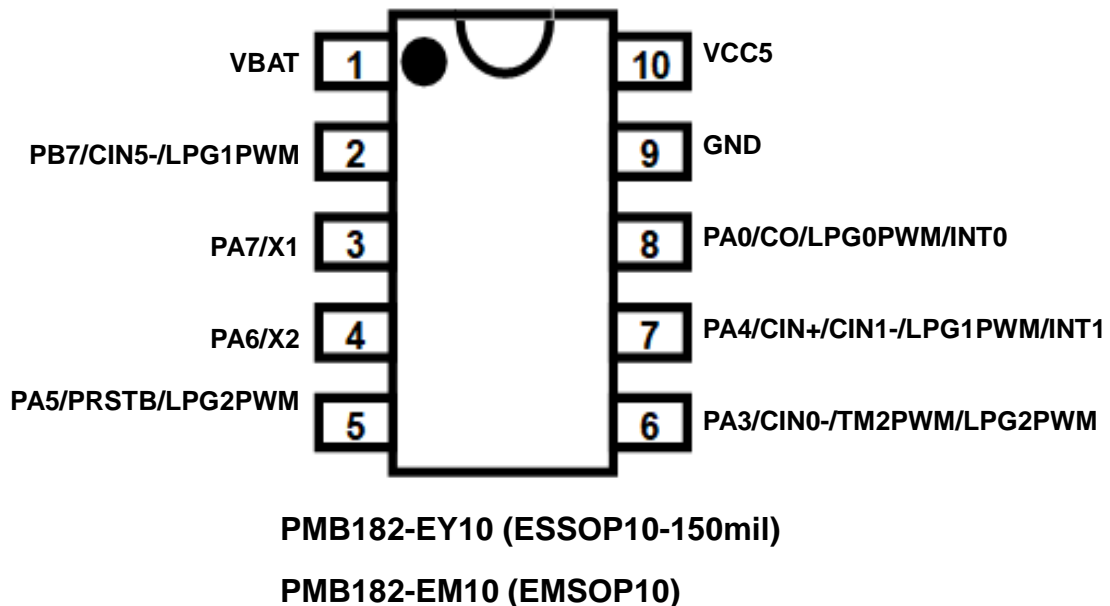 VBAT 1 10 VCC5
PB7/CIN5-/LPG1PWM 2 9 GND
PA7/X1 3 8 PA0/CO/LPG0PWM/INT0
PA6/X2 4 7 PA4/CIN+/CIN1-/LPG1PWM/INT1
PA5/PRSTB/LPG2PWM 5 6 PA3/CIN0-/TM2PWM/LPG2PWM
PMB182-EY10 (ESSOP10-150mil)
PMB182-EM10 (EMSOP10)